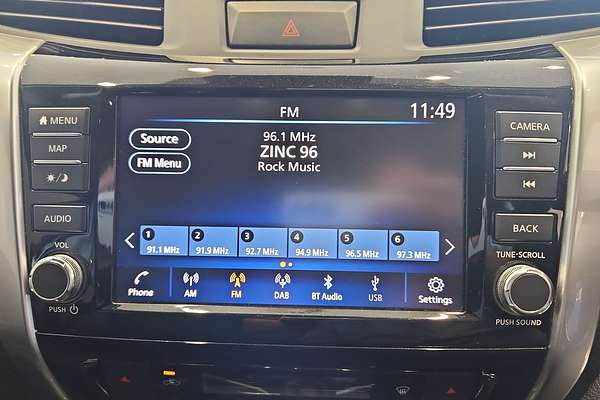 FM
11:49
MENU
MAP
AUDIO
VOL
PUSH
Source
FM Menu
96.1 MHz
ZINC 96
Rock Music
1 2 3 4 5 6
91.1 MHz 91.9 MHz 92.7 MHz 94.9 MHz 96.5 MHz 97.3 MHz
Phone AM FM DAB BT Audio USB Settings
CAMERA
BACK
TUNE-SCROLL
PUSH SOUND